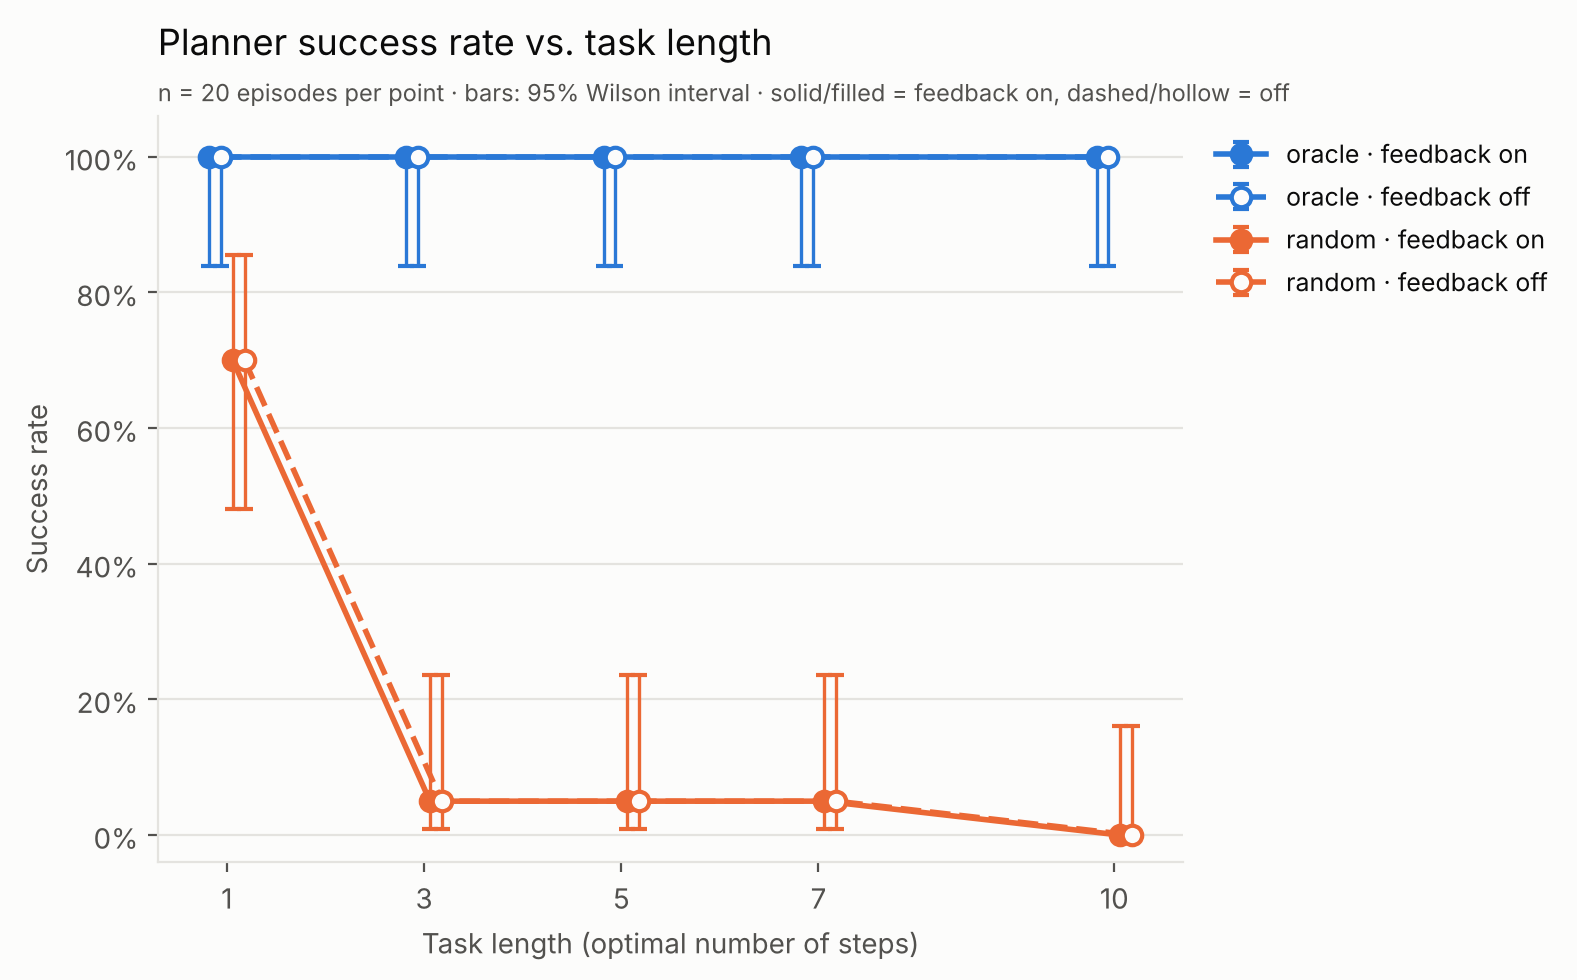 Planner success rate vs. task length
n = 20 episodes per point · bars: 95% Wilson interval · solid/filled = feedback on, dashed/hollow = off
100%
80%
60%
40%
20%
0%
Success rate
1 3 5 7 10
Task length (optimal number of steps)
oracle · feedback on
oracle · feedback off
random · feedback on
random · feedback off